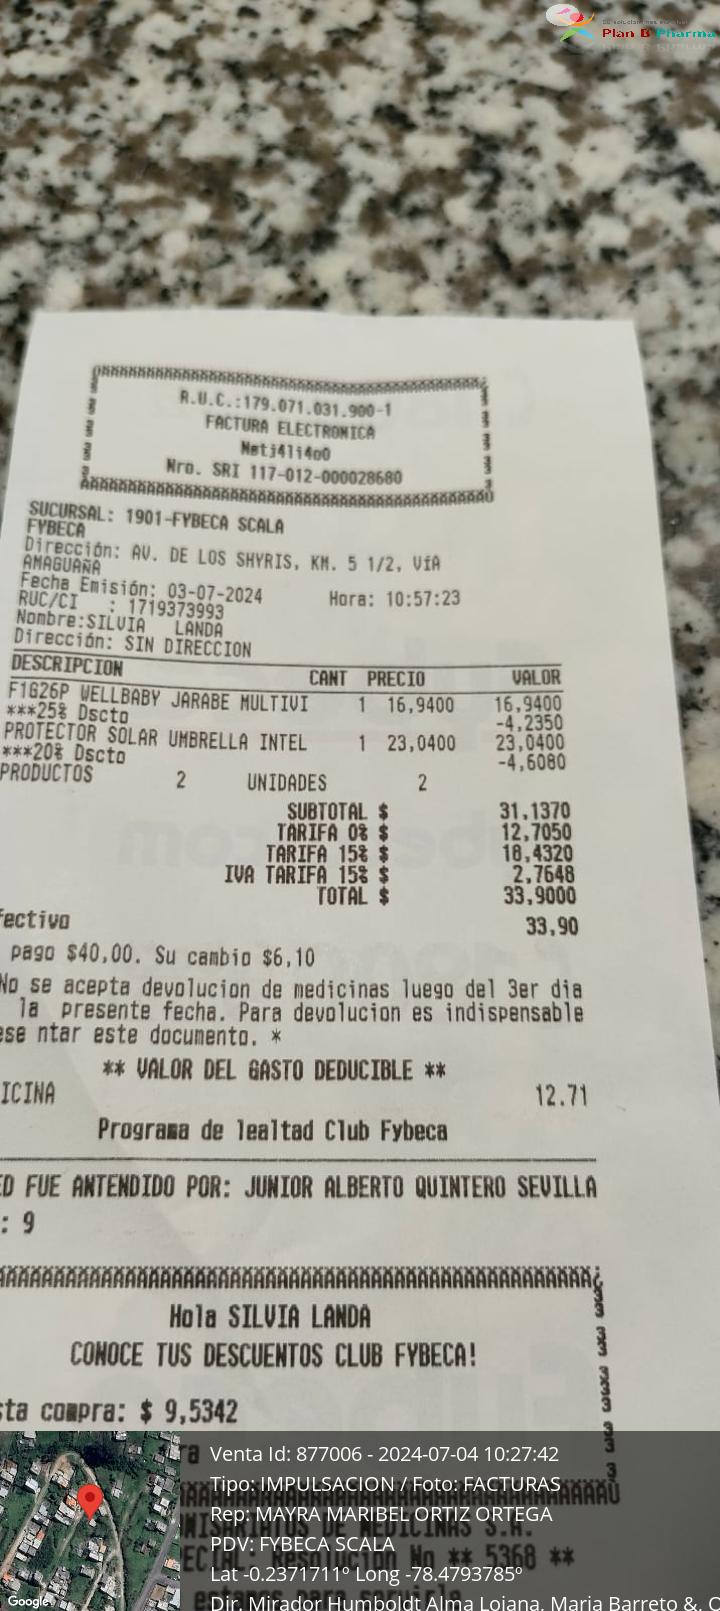 Plan B Pharma
R.U.C.:179.071.031.900-1
FACTURA ELECTRONICA
Netj4li4o0
Nro. SRI 117-012-000028680
SUCURSAL: 1901-FYBECA SCALA
FYBECA
Dirección: AV. DE LOS SHYRIS, KM. 5 1/2, VíA
AMAGUAñA
Fecha Emisión: 03-07-2024 Hora: 10:57:23
RUC/CI : 1719373993
Nombre:SILVIA LANDA
Dirección: SIN DIRECCION
DESCRIPCION CANT PRECIO VALOR
F1G26P WELLBABY JARABE MULTIVI 1 16,9400 16,9400
***25% Dscto -4,2350
PROTECTOR SOLAR UMBRELLA INTEL 1 23,0400 23,0400
***20% Dscto -4,6080
PRODUCTOS 2 UNIDADES 2
SUBTOTAL $ 31,1370
TARIFA 0% $ 12,7050
TARIFA 15% $ 18,4320
IVA TARIFA 15% $ 2,7648
TOTAL $ 33,9000
fectivo 33,90
pago $40,00. Su cambio $6,10
No se acepta devolucion de medicinas luego del 3er dia
la presente fecha. Para devolucion es indispensable
ese ntar este documento. *
** VALOR DEL GASTO DEDUCIBLE **
ICINA 12.71
Programa de lealtad Club Fybeca
ED FUE ANTENDIDO POR: JUNIOR ALBERTO QUINTERO SEVILLA
: 9
Hola SILVIA LANDA
CONOCE TUS DESCUENTOS CLUB FYBECA!
sta compra: $ 9,5342
Venta Id: 877006 - 2024-07-04 10:27:42
Tipo: IMPULSACION / Foto: FACTURAS
Rep: MAYRA MARIBEL ORTIZ ORTEGA
PDV: FYBECA SCALA
Lat -0.2371711º Long -78.4793785º
Dir. Mirador Humboldt Alma Lojana, Maria Barreto &, C
DE MEDICINAS S.A.
Resolucion No ** 5368 **
Google